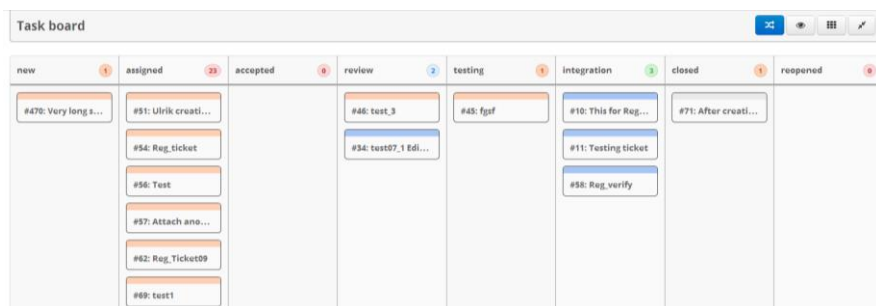 Task board
new 1 assigned 23 accepted 0 review 2 testing 1 integration 3 closed 1 reopened 0
#470: Very long s... #51: Ulrik creati... #46: test_3 #45: fgsf #10: This for Reg... #71: After creati...
#54: Reg_ticket #34: test07_1 Edi... #11: Testing ticket
#56: Test #58: Reg_verify
#57: Attach ano...
#62: Reg_Ticket09
#69: test1